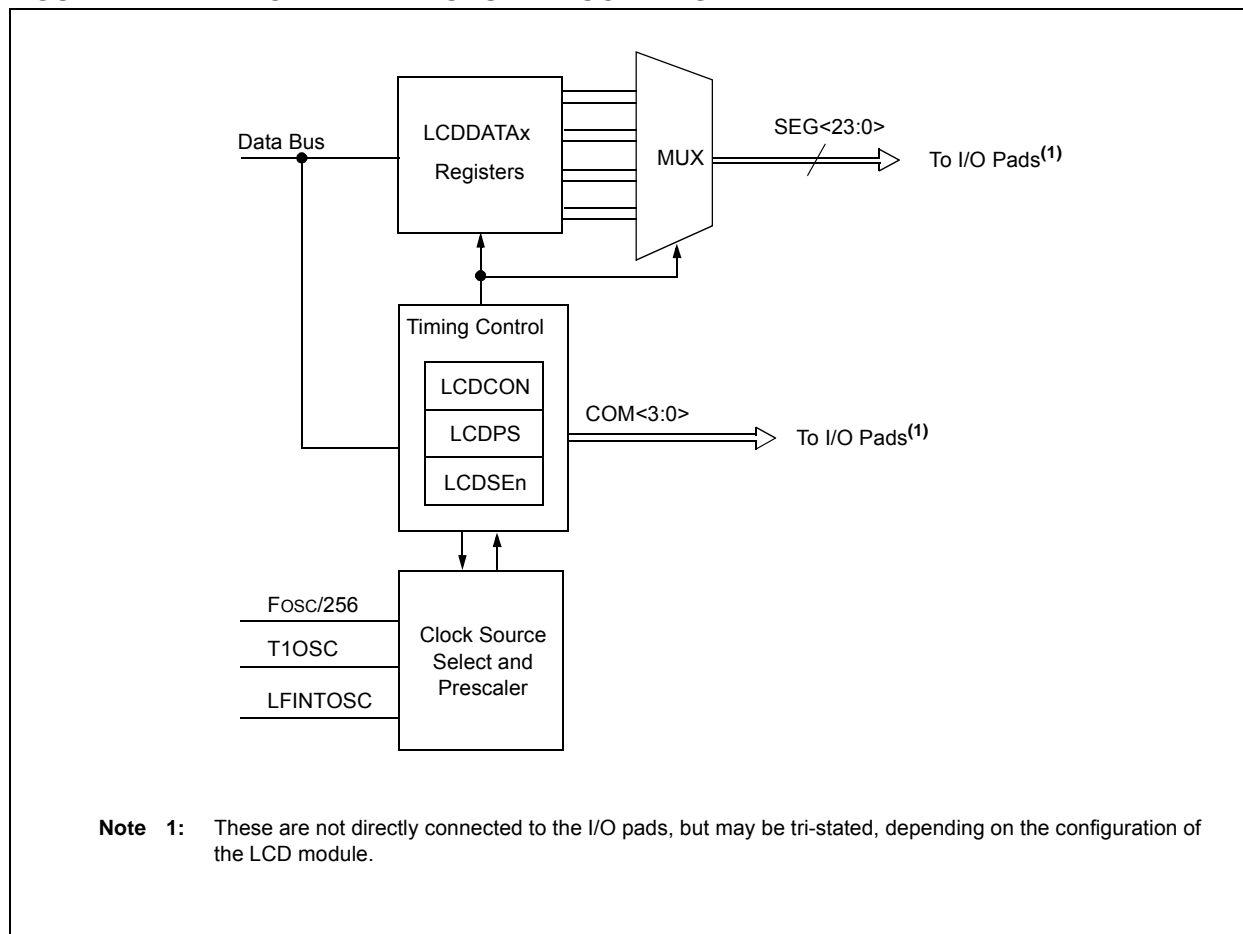 SEG<23:0>
Data Bus
LCDDATAx
Registers
MUX
To I/O Pads(1)
Timing Control
LCDCON
LCDPS
LCDSEn
COM<3:0>
To I/O Pads(1)
FOSC/256
T1OSC
LFINTOSC
Clock Source
Select and
Prescaler
Note 1: These are not directly connected to the I/O pads, but may be tri-stated, depending on the configuration of
the LCD module.